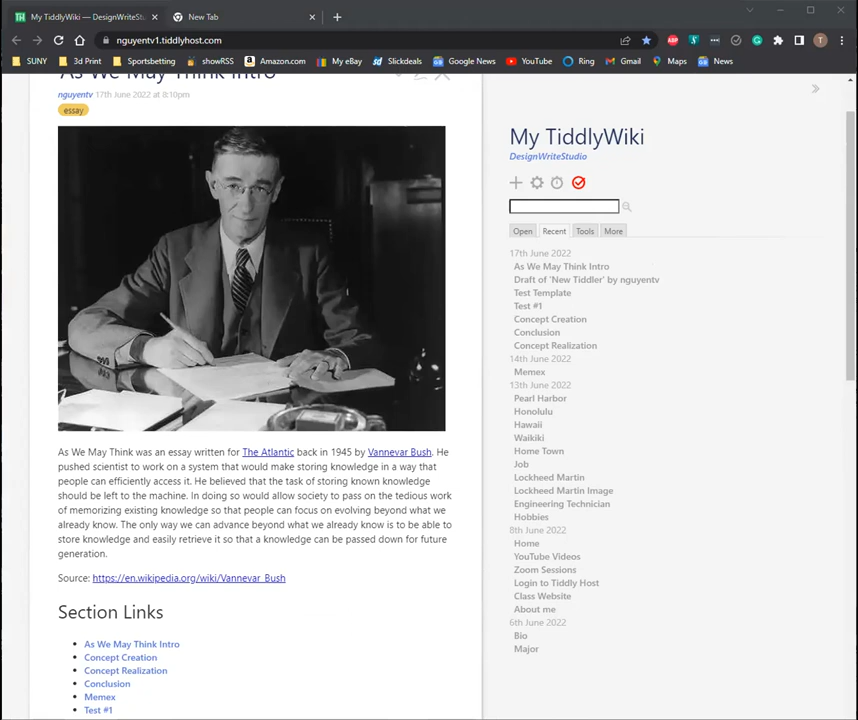 My TiddlyWiki — DesignWriteStu
New Tab
nguyentv1.tiddlyhost.com
ABP
T
SUNY
3d Print
Sportsbetting
showRSS
Amazon.com
My eBay
Slickdeals
Google News
YouTube
Ring
Gmail
Maps
News
As We May Think Intro
nguyentv 17th June 2022 at 8:10pm
essay
As We May Think was an essay written for The Atlantic back in 1945 by Vannevar Bush. He
pushed scientist to work on a system that would make storing knowledge in a way that
people can efficiently access it. He believed that the task of storing known knowledge
should be left to the machine. In doing so would allow society to pass on the tedious work
of memorizing existing knowledge so that people can focus on evolving beyond what we
already know. The only way we can advance beyond what we already know is to be able to
store knowledge and easily retrieve it so that a knowledge can be passed down for future
generation.
Source: https://en.wikipedia.org/wiki/Vannevar_Bush
Section Links
As We May Think Intro
Concept Creation
Concept Realization
Conclusion
Memex
Test #1
My TiddlyWiki
DesignWriteStudio
Open
Recent
Tools
More
17th June 2022
As We May Think Intro
Draft of 'New Tiddler' by nguyentv
Test Template
Test #1
Concept Creation
Conclusion
Concept Realization
14th June 2022
Memex
13th June 2022
Pearl Harbor
Honolulu
Hawaii
Waikiki
Home Town
Job
Lockheed Martin
Lockheed Martin Image
Engineering Technician
Hobbies
8th June 2022
Home
YouTube Videos
Zoom Sessions
Login to Tiddly Host
Class Website
About me
6th June 2022
Bio
Major